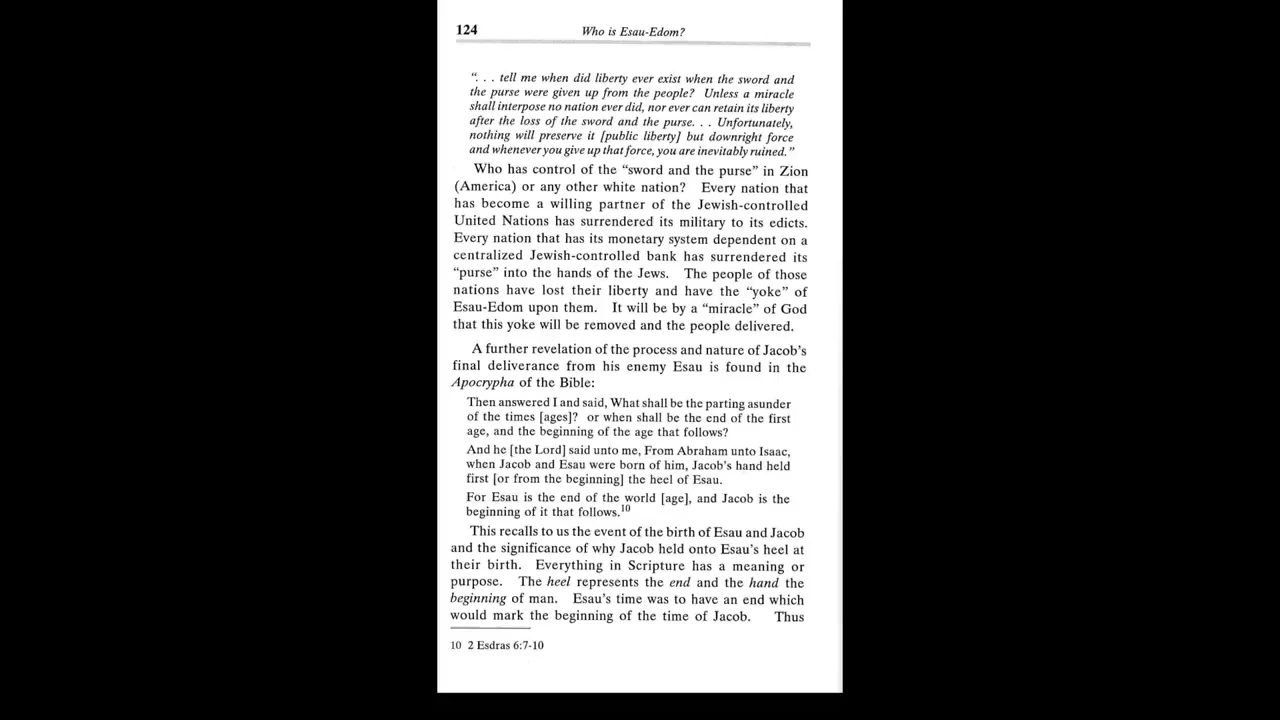 124
Who is Esau-Edom?
“. . . tell me when did liberty ever exist when the sword and
the purse were given up from the people? Unless a miracle
shall interpose no nation ever did, nor ever can retain its liberty
after the loss of the sword and the purse. . . Unfortunately,
nothing will preserve it [public liberty] but downright force
and whenever you give up that force, you are inevitably ruined.”
Who has control of the “sword and the purse” in Zion
(America) or any other white nation? Every nation that
has become a willing partner of the Jewish-controlled
United Nations has surrendered its military to its edicts.
Every nation that has its monetary system dependent on a
centralized Jewish-controlled bank has surrendered its
“purse” into the hands of the Jews. The people of those
nations have lost their liberty and have the “yoke” of
Esau-Edom upon them. It will be by a “miracle” of God
that this yoke will be removed and the people delivered.
A further revelation of the process and nature of Jacob’s
final deliverance from his enemy Esau is found in the
Apocrypha of the Bible:
Then answered I and said, What shall be the parting asunder
of the times [ages]? or when shall be the end of the first
age, and the beginning of the age that follows?
And he [the Lord] said unto me, From Abraham unto Isaac,
when Jacob and Esau were born of him, Jacob’s hand held
first [or from the beginning] the heel of Esau.
For Esau is the end of the world [age], and Jacob is the
beginning of it that follows.10
This recalls to us the event of the birth of Esau and Jacob
and the significance of why Jacob held onto Esau’s heel at
their birth. Everything in Scripture has a meaning or
purpose. The heel represents the end and the hand the
beginning of man. Esau’s time was to have an end which
would mark the beginning of the time of Jacob. Thus
10 2 Esdras 6:7-10